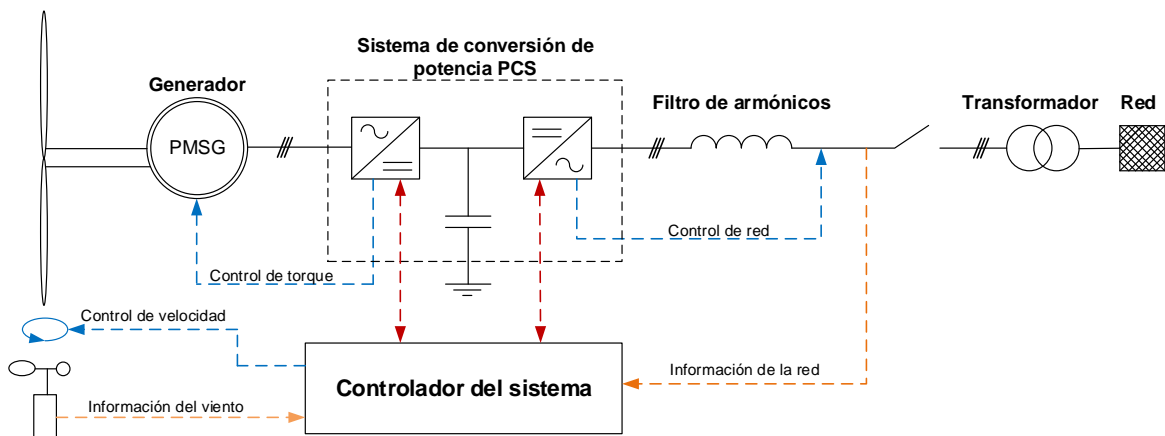 Sistema de conversión de
potencia PCS
Generador
Filtro de armónicos
Transformador
Red
PMSG
Control de red
Control de torque
Control de velocidad
Información de la red
Controlador del sistema
Información del viento